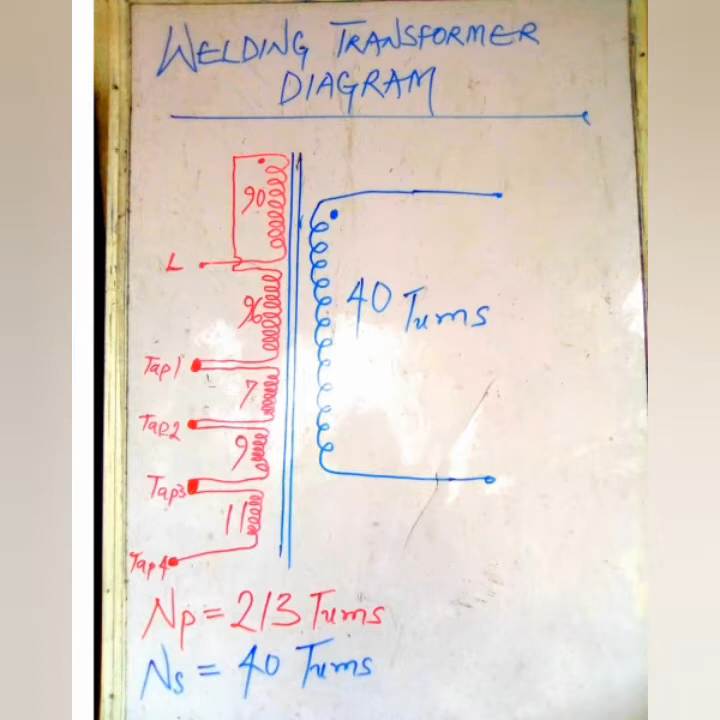 WELDING TRANSFORMER
DIAGRAM
90
L
96
40 Turns
Tap1
7
Tap2
9
Tap3
11
Tap4
Np = 213 Turns
Ns = 40 Turns